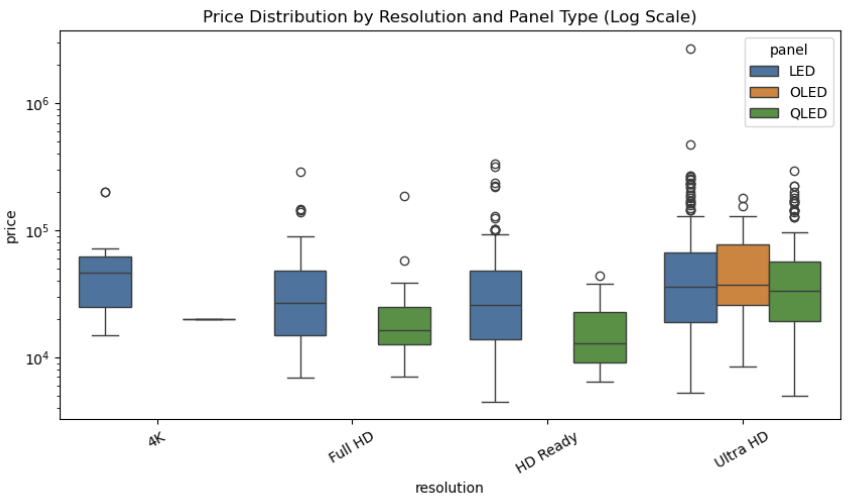 Price Distribution by Resolution and Panel Type (Log Scale)
panel
LED
OLED
QLED
10⁶
10⁵
10⁴
price
4K
Full HD
HD Ready
Ultra HD
resolution